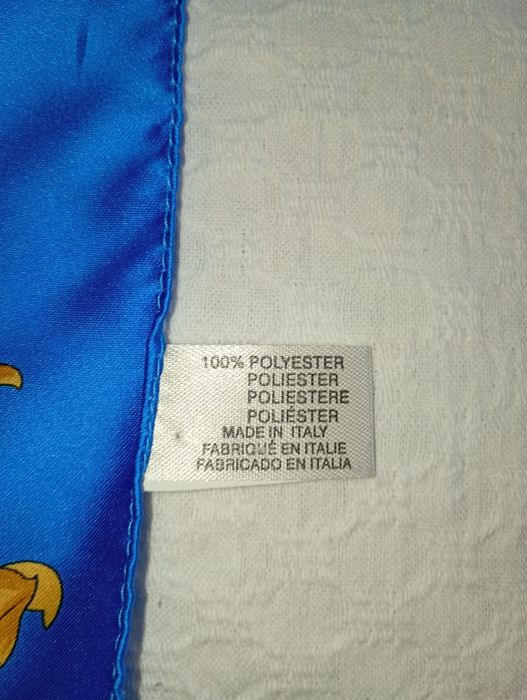 100% POLYESTER
POLIESTER
POLIESTERE
POLIÉSTER
MADE IN ITALY
FABRIQUÉ EN ITALIE
FABRICADO EN ITALIA